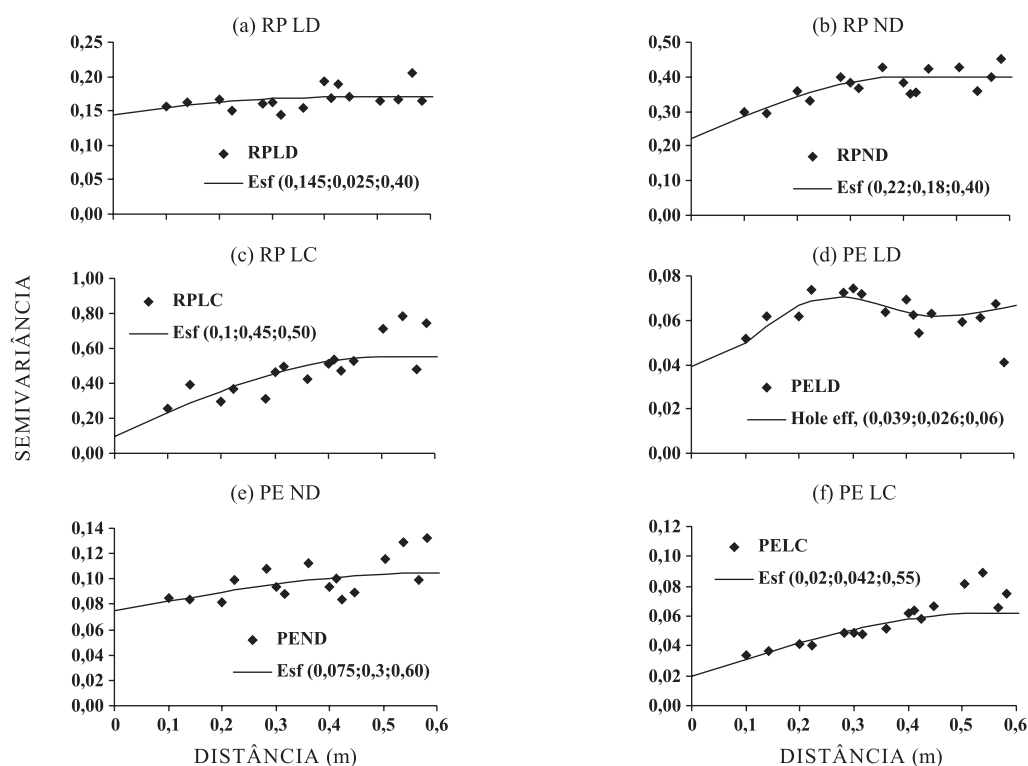 (a) RP LD
0,25
0,20
0,15
0,10
0,05
0,00
RPLD
Esf (0,145;0,025;0,40)
(b) RP ND
0,50
0,40
0,30
0,20
0,10
0,00
RPND
Esf (0,22;0,18;0,40)
SEMIVARIÂNCIA
(c) RP LC
1,00
0,80
0,60
0,40
0,20
0,00
RPLC
Esf (0,1;0,45;0,50)
(d) PE LD
0,08
0,06
0,04
0,02
0,00
PELD
Hole eff, (0,039;0,026;0,06)
(e) PE ND
0,14
0,12
0,10
0,08
0,06
0,04
0,02
0,00
PEND
Esf (0,075;0,3;0,60)
0
0,1
0,2
0,3
0,4
0,5
0,6
DISTÂNCIA (m)
(f) PE LC
0,12
0,10
0,08
0,06
0,04
0,02
0,00
PELC
Esf (0,02;0,042;0,55)
0
0,1
0,2
0,3
0,4
0,5
0,6
DISTÂNCIA (m)